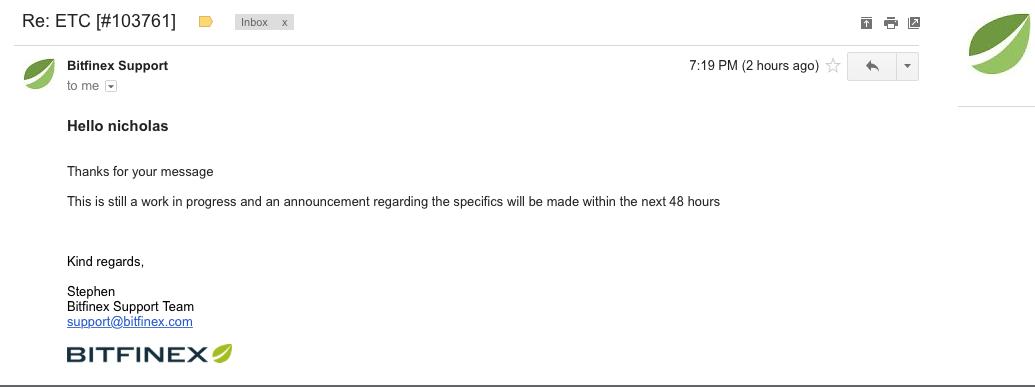 Re: ETC [#103761]
Inbox x
Bitfinex Support
7:19 PM (2 hours ago)
to me
Hello nicholas
Thanks for your message
This is still a work in progress and an announcement regarding the specifics will be made within the next 48 hours
Kind regards,
Stephen
Bitfinex Support Team
support@bitfinex.com
BITFINEX